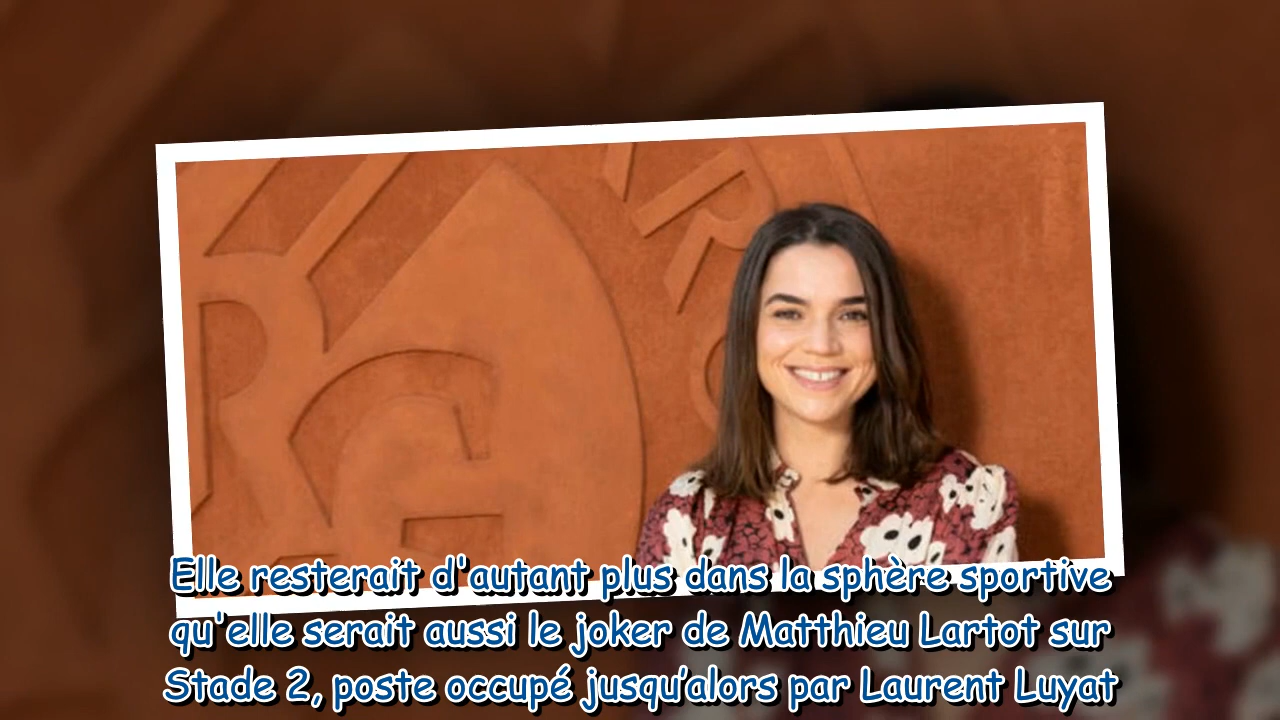 Elle resterait d'autant plus dans la sphère sportive
qu'elle serait aussi le joker de Matthieu Lartot sur
Stade 2, poste occupé jusqu’alors par Laurent Luyat